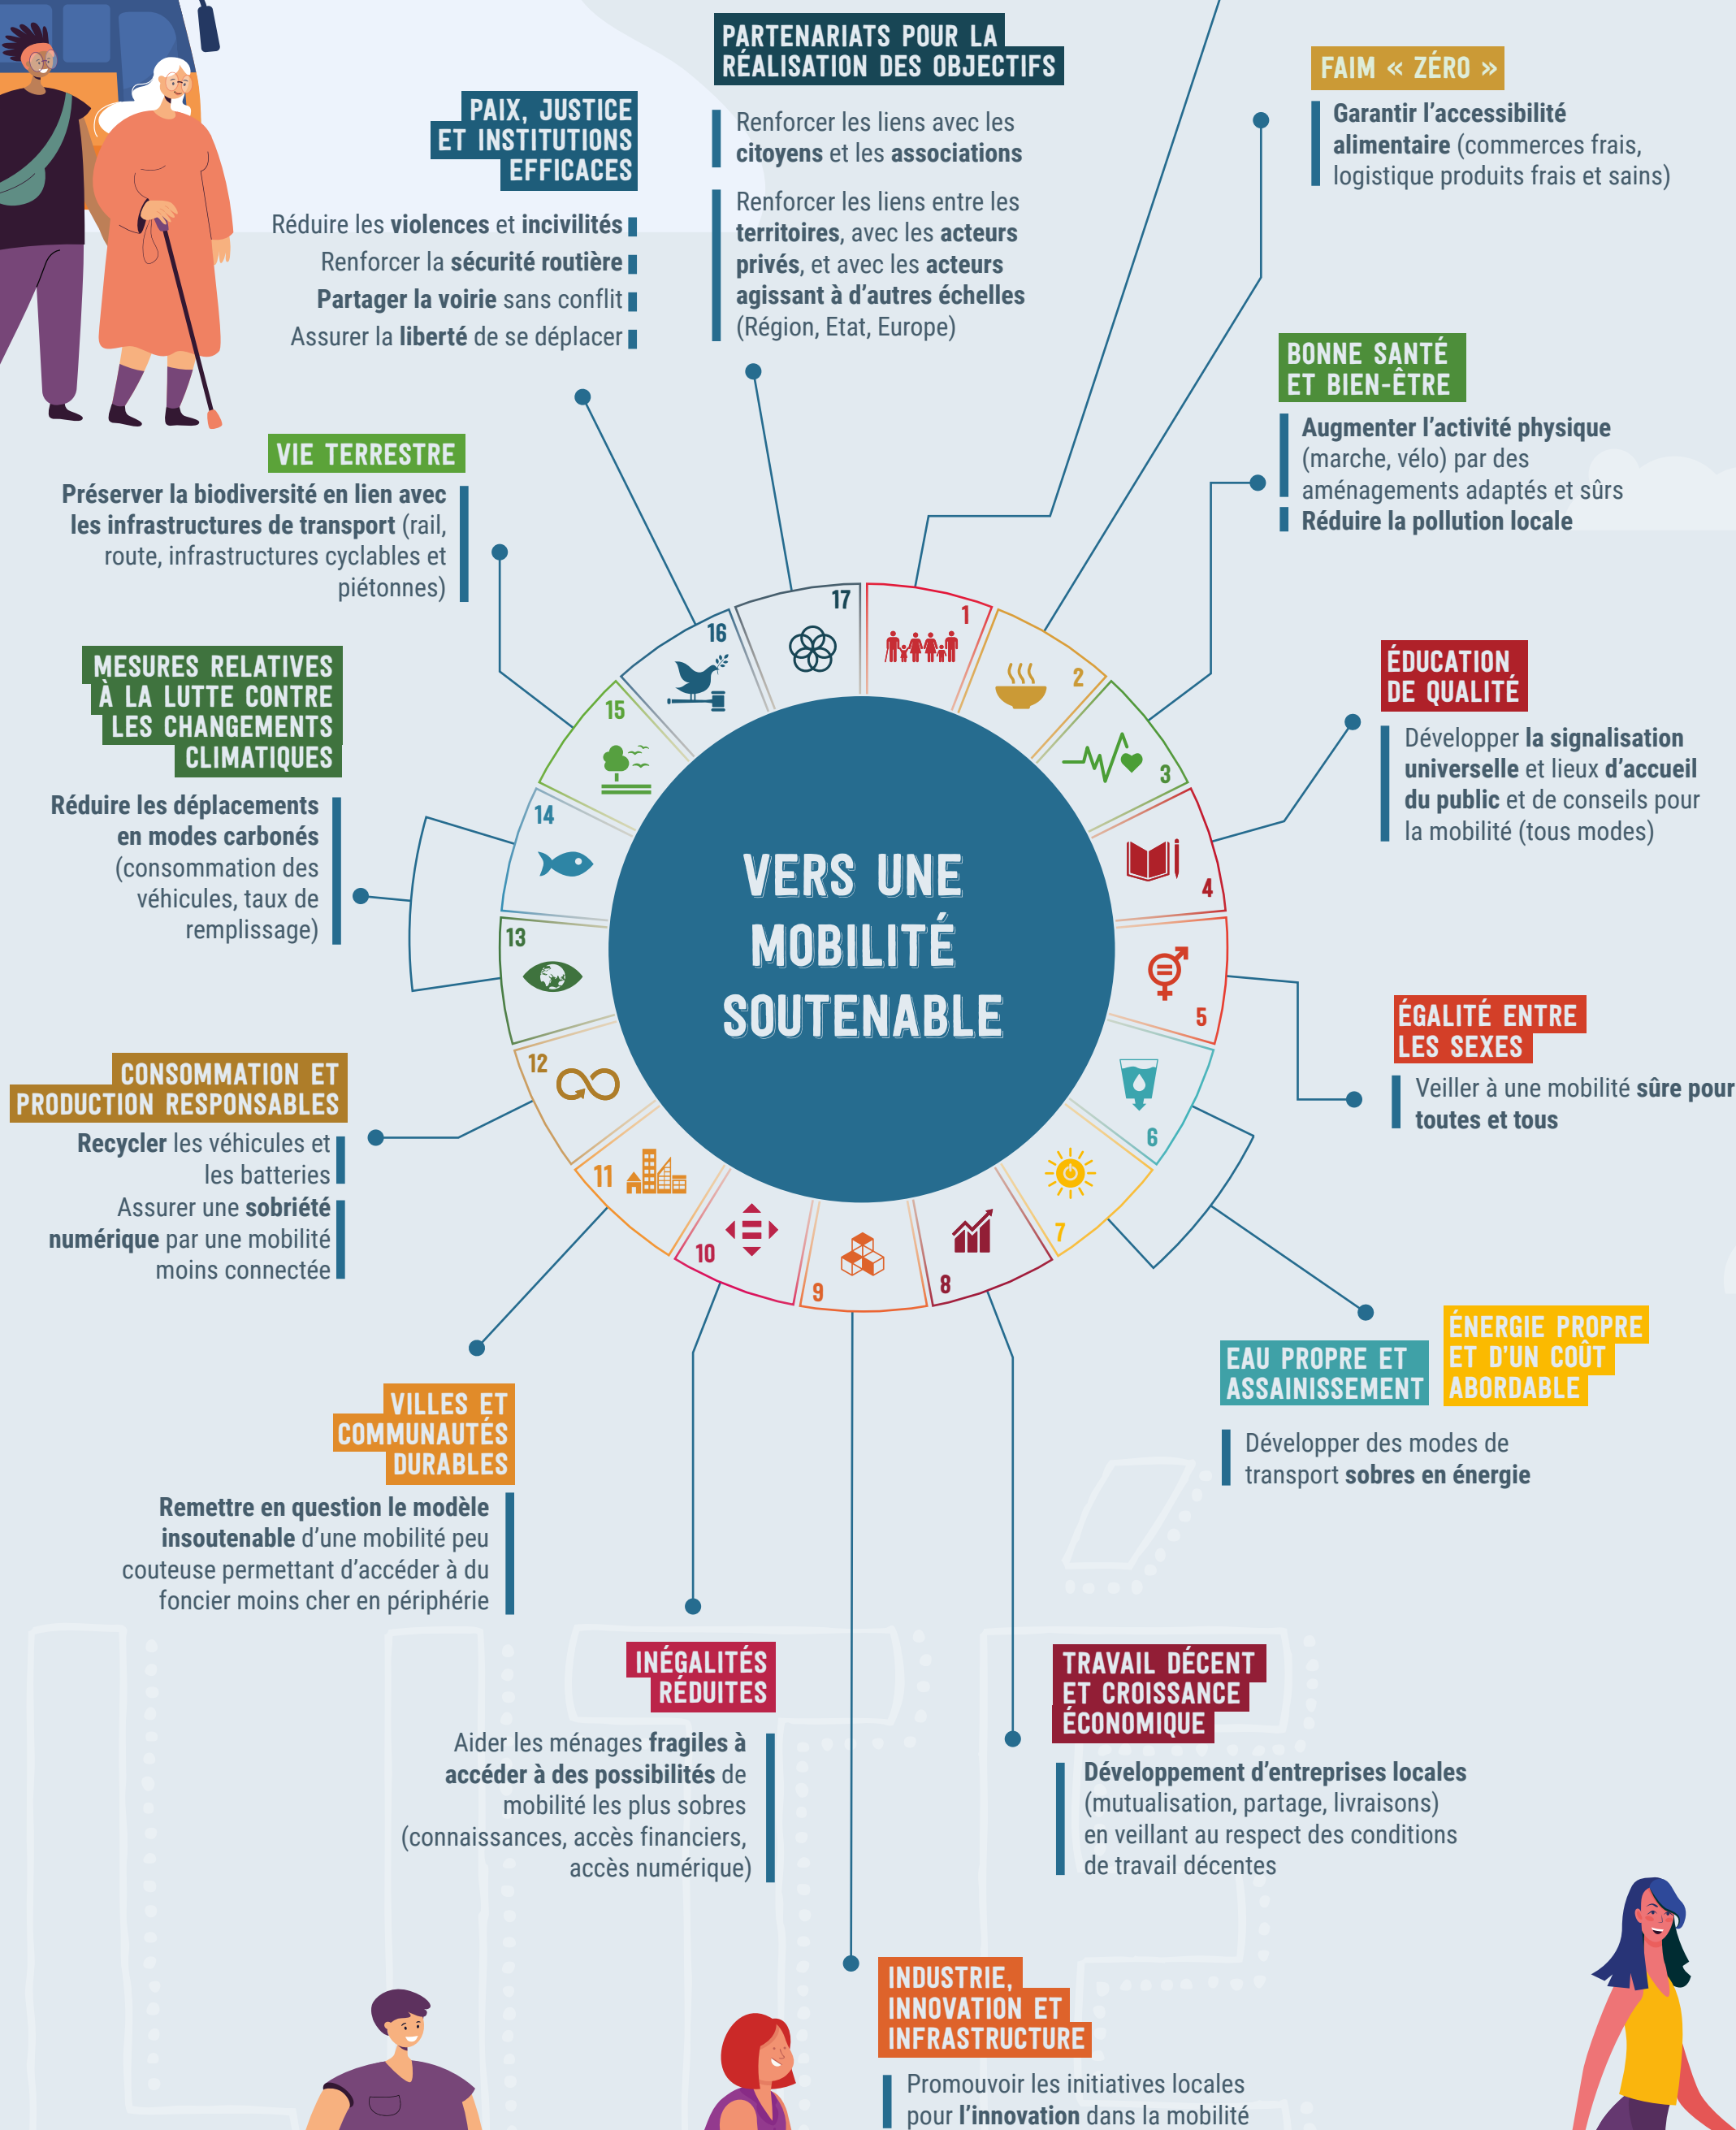 PARTENARIATS POUR LA
RÉALISATION DES OBJECTIFS
Renforcer les liens avec les
citoyens et les associations
Renforcer les liens entre les
territoires, avec les acteurs
privés, et avec les acteurs
agissant à d’autres échelles
(Région, Etat, Europe)
FAIM « ZÉRO »
Garantir l’accessibilité
alimentaire (commerces frais,
logistique produits frais et sains)
PAIX, JUSTICE
ET INSTITUTIONS
EFFICACES
Réduire les violences et incivilités
Renforcer la sécurité routière
Partager la voirie sans conflit
Assurer la liberté de se déplacer
BONNE SANTÉ
ET BIEN-ÊTRE
Augmenter l’activité physique
(marche, vélo) par des
aménagements adaptés et sûrs
Réduire la pollution locale
VIE TERRESTRE
Préserver la biodiversité en lien avec
les infrastructures de transport (rail,
route, infrastructures cyclables et
piétonnes)
ÉDUCATION
DE QUALITÉ
Développer la signalisation
universelle et lieux d’accueil
du public et de conseils pour
la mobilité (tous modes)
MESURES RELATIVES
À LA LUTTE CONTRE
LES CHANGEMENTS
CLIMATIQUES
Réduire les déplacements
en modes carbonés
(consommation des
véhicules, taux de
remplissage)
17
1
16
2
15
3
14
4
13
5
12
6
11
7
10
9
8
VERS UNE
MOBILITÉ
SOUTENABLE
ÉGALITÉ ENTRE
LES SEXES
Veiller à une mobilité sûre pour
toutes et tous
CONSOMMATION ET
PRODUCTION RESPONSABLES
Recycler les véhicules et
les batteries
Assurer une sobriété
numérique par une mobilité
moins connectée
EAU PROPRE ET
ASSAINISSEMENT
ÉNERGIE PROPRE
ET D'UN COÛT
ABORDABLE
Développer des modes de
transport sobres en énergie
VILLES ET
COMMUNAUTÉS
DURABLES
Remettre en question le modèle
insoutenable d’une mobilité peu
couteuse permettant d’accéder à du
foncier moins cher en périphérie
INÉGALITÉS
RÉDUITES
Aider les ménages fragiles à
accéder à des possibilités de
mobilité les plus sobres
(connaissances, accès financiers,
accès numérique)
TRAVAIL DÉCENT
ET CROISSANCE
ÉCONOMIQUE
Développement d’entreprises locales
(mutualisation, partage, livraisons)
en veillant au respect des conditions
de travail décentes
INDUSTRIE,
INNOVATION ET
INFRASTRUCTURE
Promouvoir les initiatives locales
pour l’innovation dans la mobilité